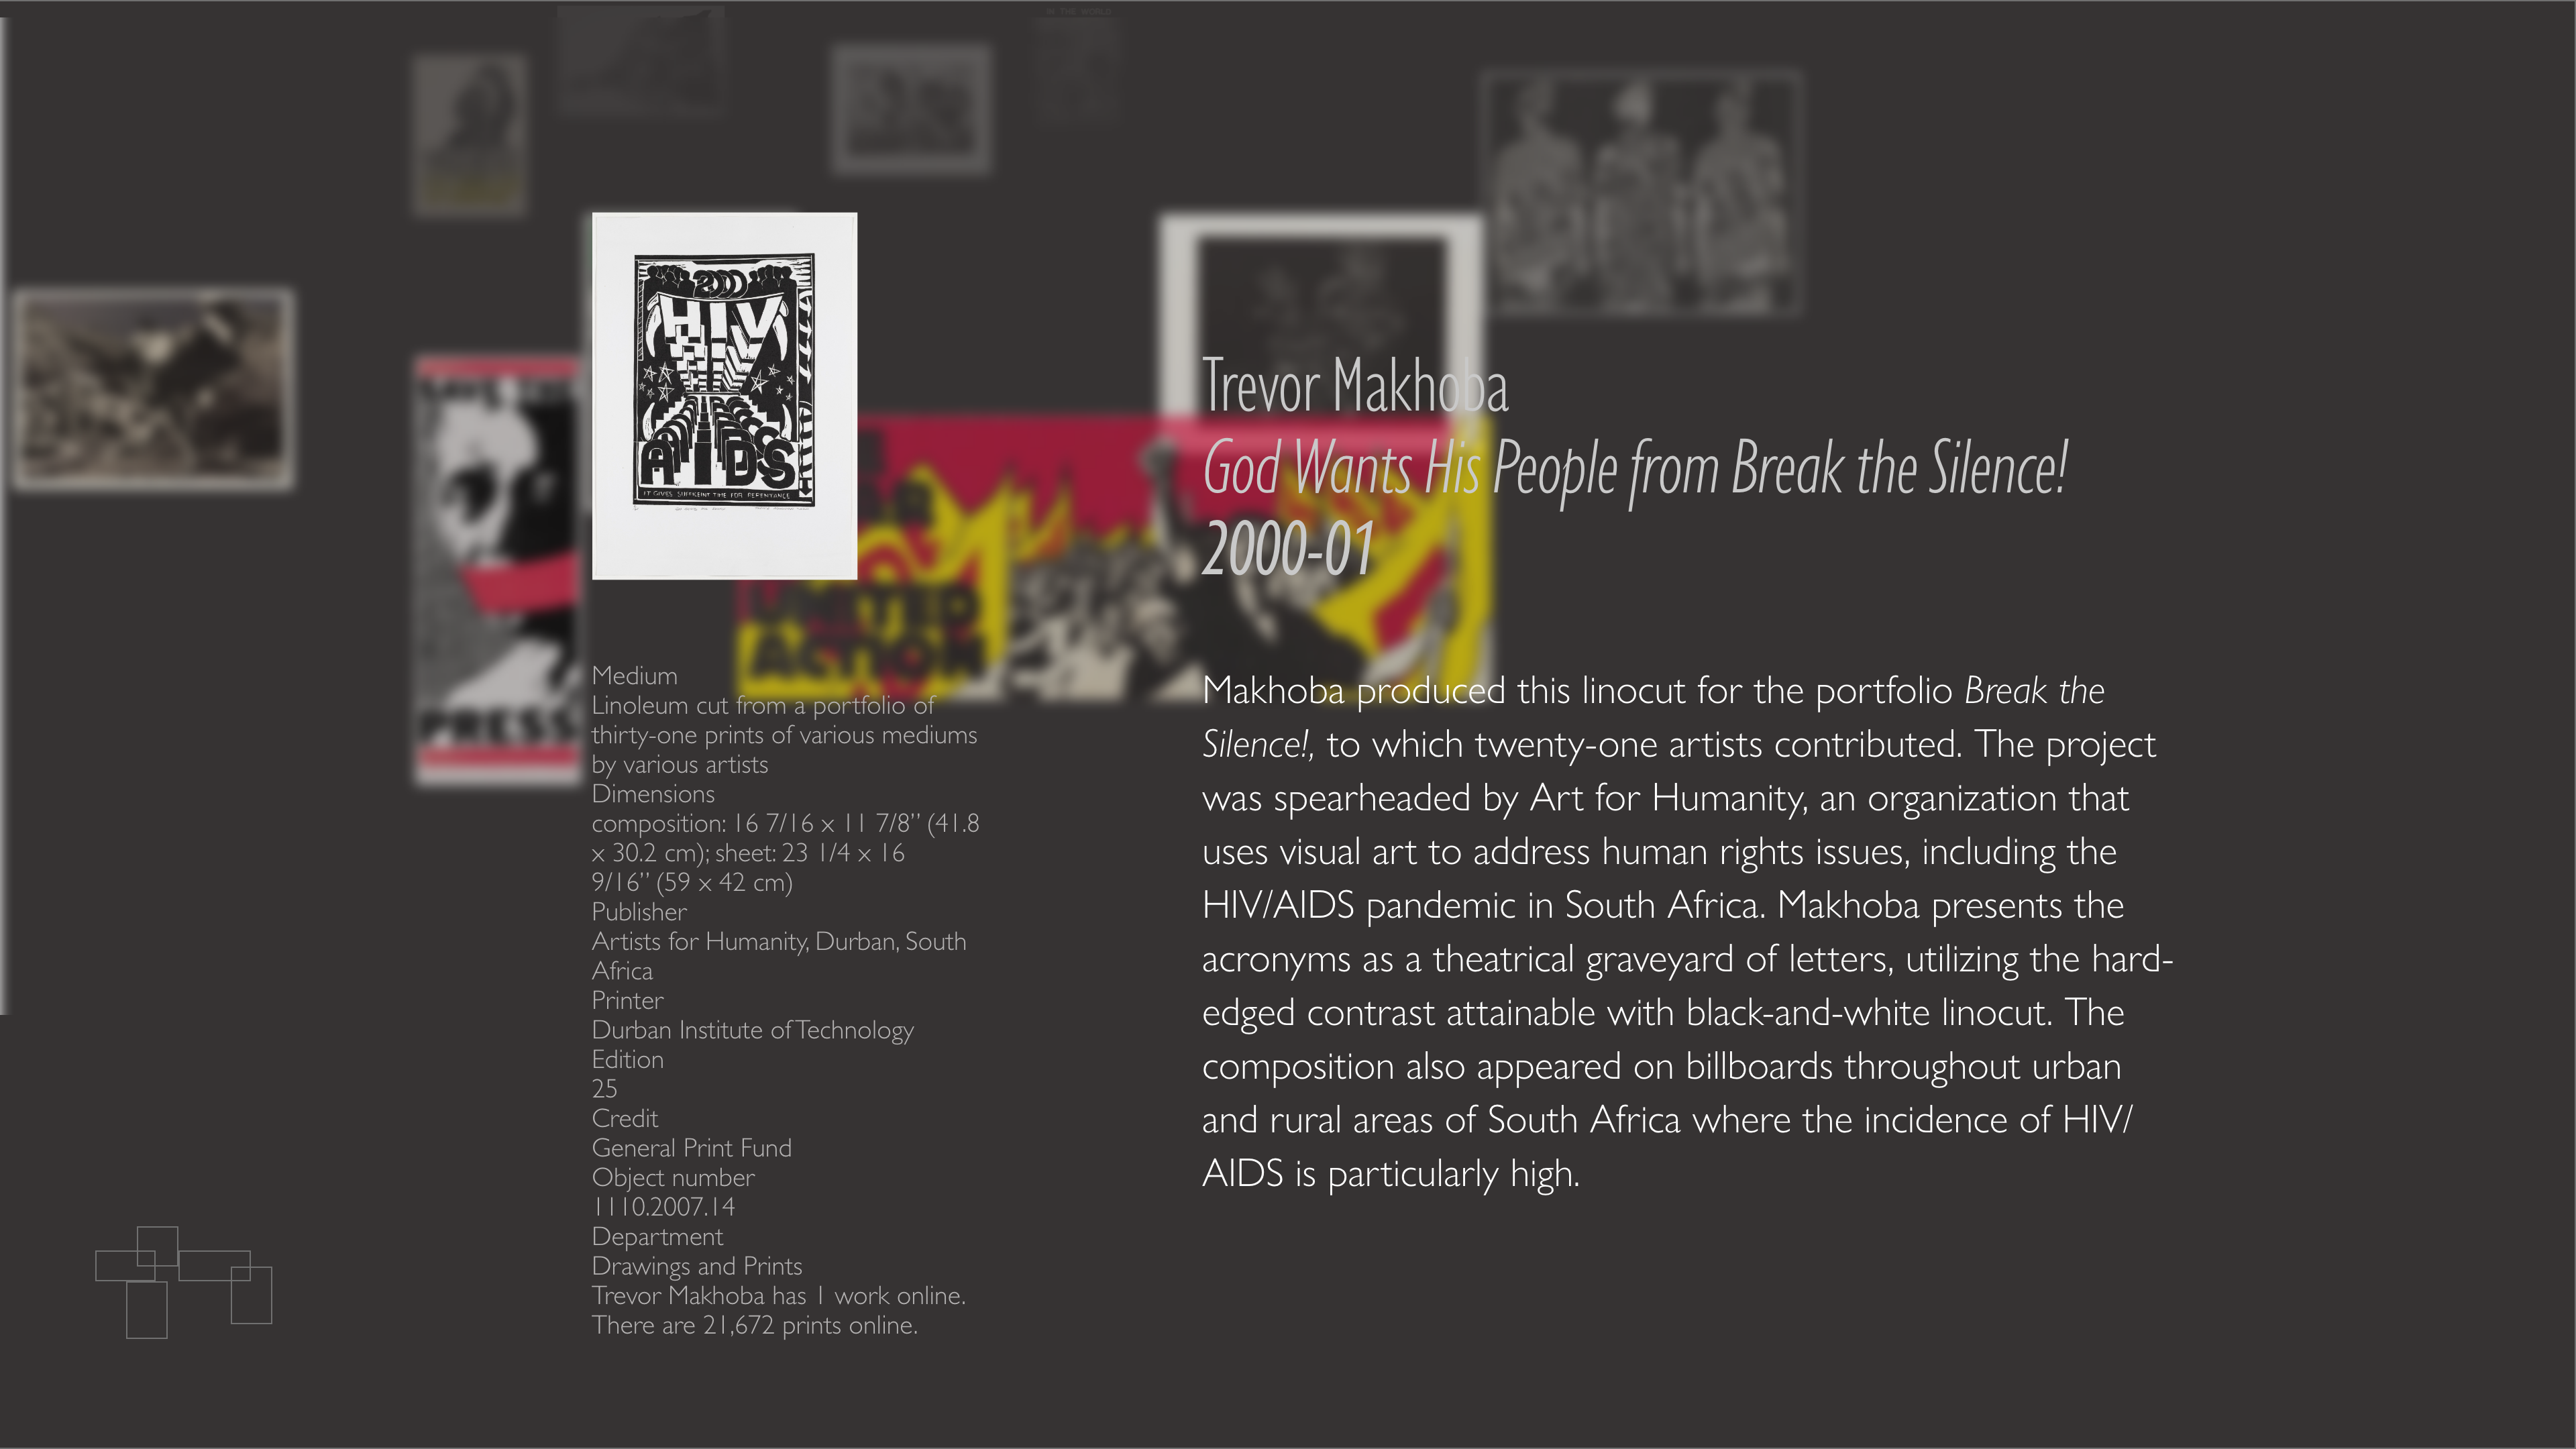 IN THE WORLD
2000
HIV
AIDS
IT GIVES SUFFICEINT TIME FOR REPENTANCE
UNITED
ACTION
PRESS
Trevor Makhoba
God Wants His People from Break the Silence!
2000-01
Medium
Linoleum cut from a portfolio of
thirty-one prints of various mediums
by various artists
Dimensions
composition: 16 7/16 x 11 7/8” (41.8
x 30.2 cm); sheet: 23 1/4 x 16
9/16” (59 x 42 cm)
Publisher
Artists for Humanity, Durban, South
Africa
Printer
Durban Institute of Technology
Edition
25
Credit
General Print Fund
Object number
1110.2007.14
Department
Drawings and Prints
Trevor Makhoba has 1 work online.
There are 21,672 prints online.
Makhoba produced this linocut for the portfolio Break the
Silence!, to which twenty-one artists contributed. The project
was spearheaded by Art for Humanity, an organization that
uses visual art to address human rights issues, including the
HIV/AIDS pandemic in South Africa. Makhoba presents the
acronyms as a theatrical graveyard of letters, utilizing the hard-
edged contrast attainable with black-and-white linocut. The
composition also appeared on billboards throughout urban
and rural areas of South Africa where the incidence of HIV/
AIDS is particularly high.